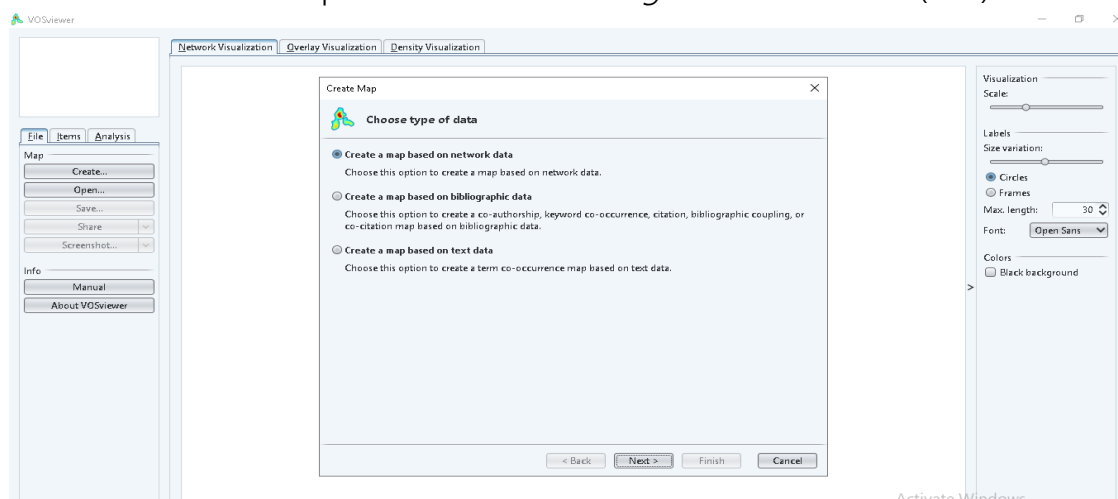 VOSviewer
Network Visualization Overlay Visualization Density Visualization
File Items Analysis
Map
Create...
Open...
Save...
Share
Screenshot...
Info
Manual
About VOSviewer
Create Map
Choose type of data
Create a map based on network data
Choose this option to create a map based on network data.
Create a map based on bibliographic data
Choose this option to create a co-authorship, keyword co-occurrence, citation, bibliographic coupling, or
co-citation map based on bibliographic data.
Create a map based on text data
Choose this option to create a term co-occurrence map based on text data.
< Back Next > Finish Cancel
Visualization
Scale:
Labels
Size variation:
Circles
Frames
Max. length: 30
Font: Open Sans
Colors
Black background
>
Activate Windows